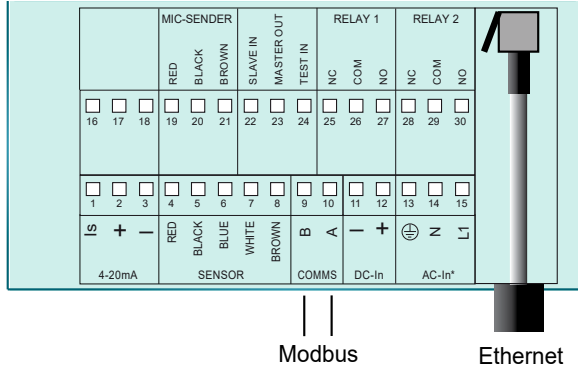 MIC-SENDER RELAY 1 RELAY 2
RED BLACK BROWN SLAVE IN MASTER OUT TEST IN NC COM NO NC COM NO
16 17 18 19 20 21 22 23 24 25 26 27 28 29 30
1 2 3 4 5 6 7 8 9 10 11 12 13 14 15
Is + — RED BLACK BLUE WHITE BROWN B A — + N L1
4-20mA SENSOR COMMS DC-In AC-In*
Modbus Ethernet